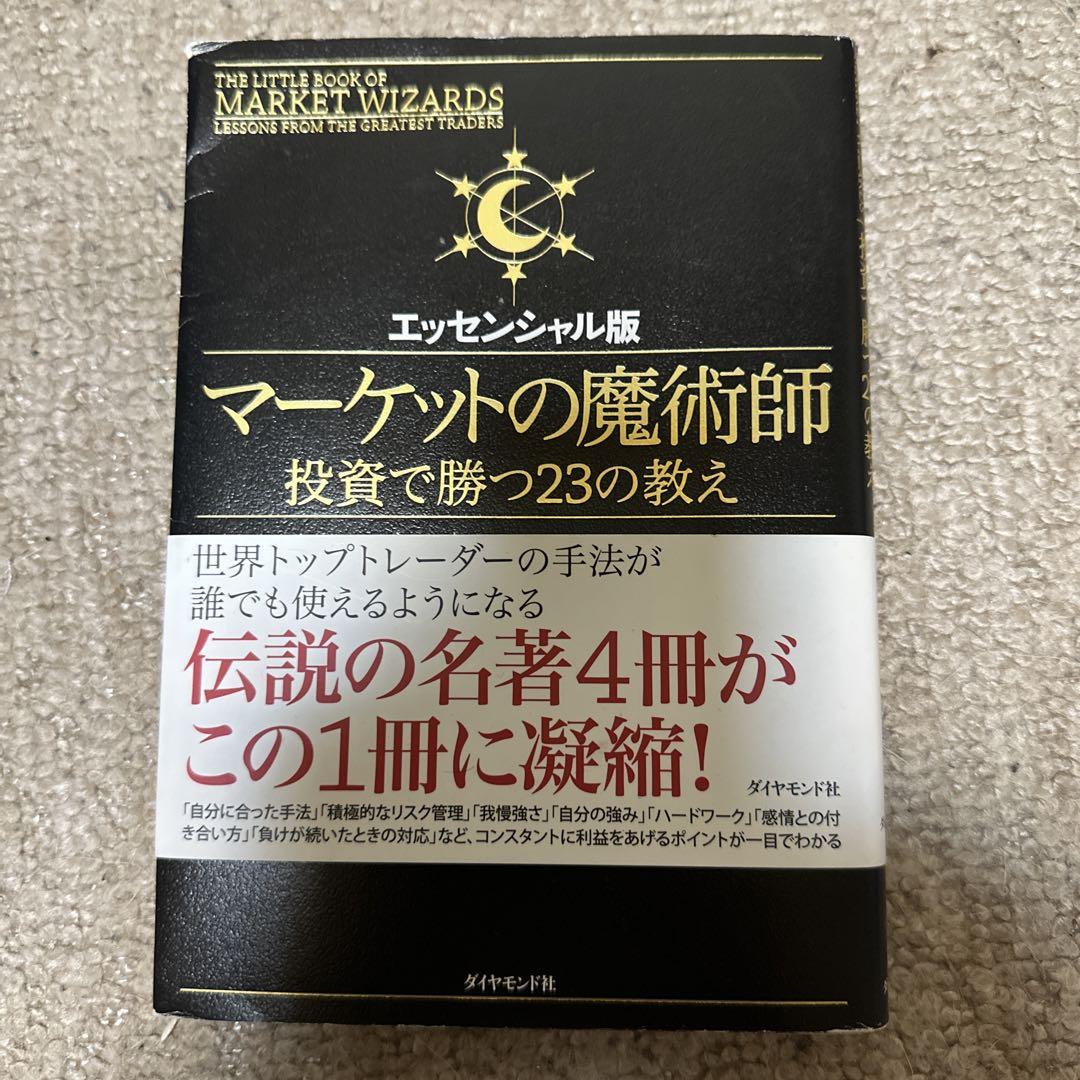 THE LITTLE BOOK OF
MARKET WIZARDS
LESSONS FROM THE GREATEST TRADERS
エッセンシャル版
マーケットの魔術師
投資で勝つ23の教え
世界トップトレーダーの手法が
誰でも使えるようになる
伝説の名著4冊が
この1冊に凝縮!
ダイヤモンド社
「自分に合った手法」「積極的なリスク管理」「我慢強さ」「自分の強み」「ハードワーク」「感情との付
き合い方」「負けが続いたときの対応」など、コンスタントに利益をあげるポイントが一目でわかる
ダイヤモンド社